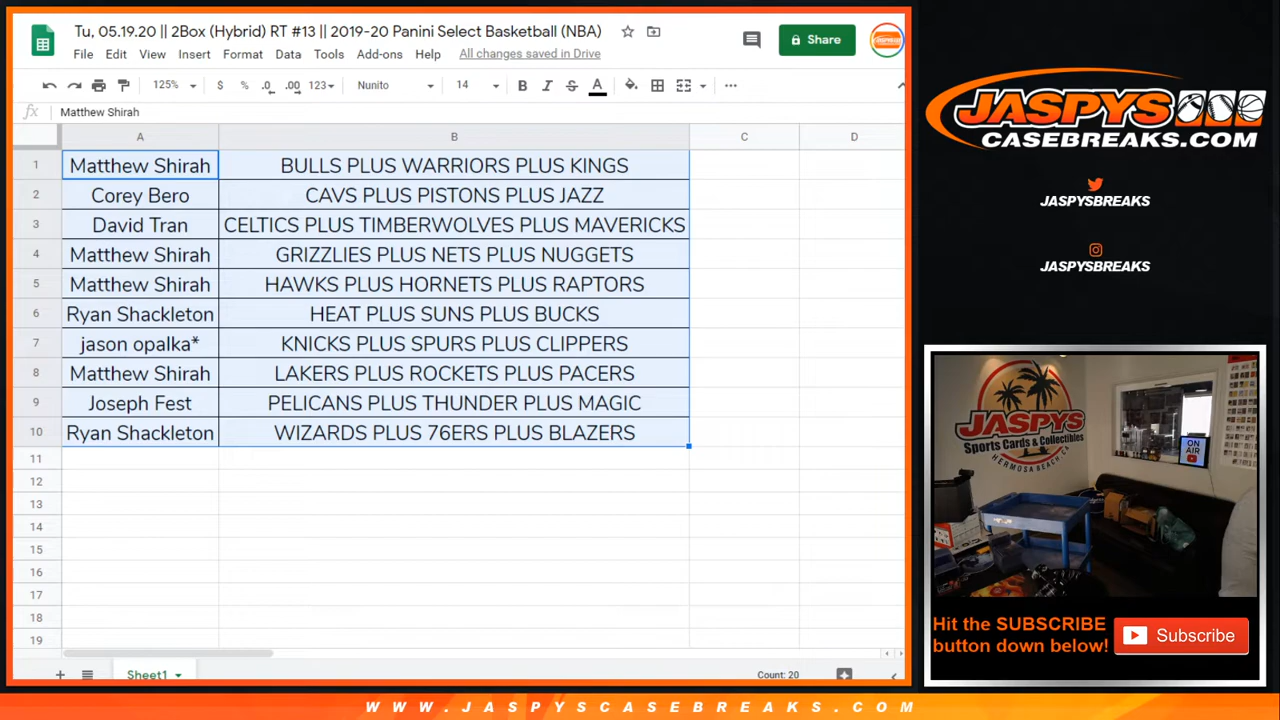 Tu, 05.19.20 || 2Box (Hybrid) RT #13 || 2019-20 Panini Select Basketball (NBA)
File Edit View Insert Format Data Tools Add-ons Help All changes saved in Drive
Share
125% $ % .0 .00 123 Nunito 14 B I S A
fx Matthew Shirah
A B C D
1 Matthew Shirah BULLS PLUS WARRIORS PLUS KINGS
2 Corey Bero CAVS PLUS PISTONS PLUS JAZZ
3 David Tran CELTICS PLUS TIMBERWOLVES PLUS MAVERICKS
4 Matthew Shirah GRIZZLIES PLUS NETS PLUS NUGGETS
5 Matthew Shirah HAWKS PLUS HORNETS PLUS RAPTORS
6 Ryan Shackleton HEAT PLUS SUNS PLUS BUCKS
7 jason opalka* KNICKS PLUS SPURS PLUS CLIPPERS
8 Matthew Shirah LAKERS PLUS ROCKETS PLUS PACERS
9 Joseph Fest PELICANS PLUS THUNDER PLUS MAGIC
10 Ryan Shackleton WIZARDS PLUS 76ERS PLUS BLAZERS
11
12
13
14
15
16
17
18
19
Sheet1
Count: 20
JASPYS
CASEBREAKS.COM
JASPYSBREAKS
JASPYSBREAKS
JASPYS
Sports Cards & Collectibles
HERMOSA BEACH, CA
ON
AIR
Hit the SUBSCRIBE
button down below!
Subscribe
WWW.JASPYSCASEBREAKS.COM